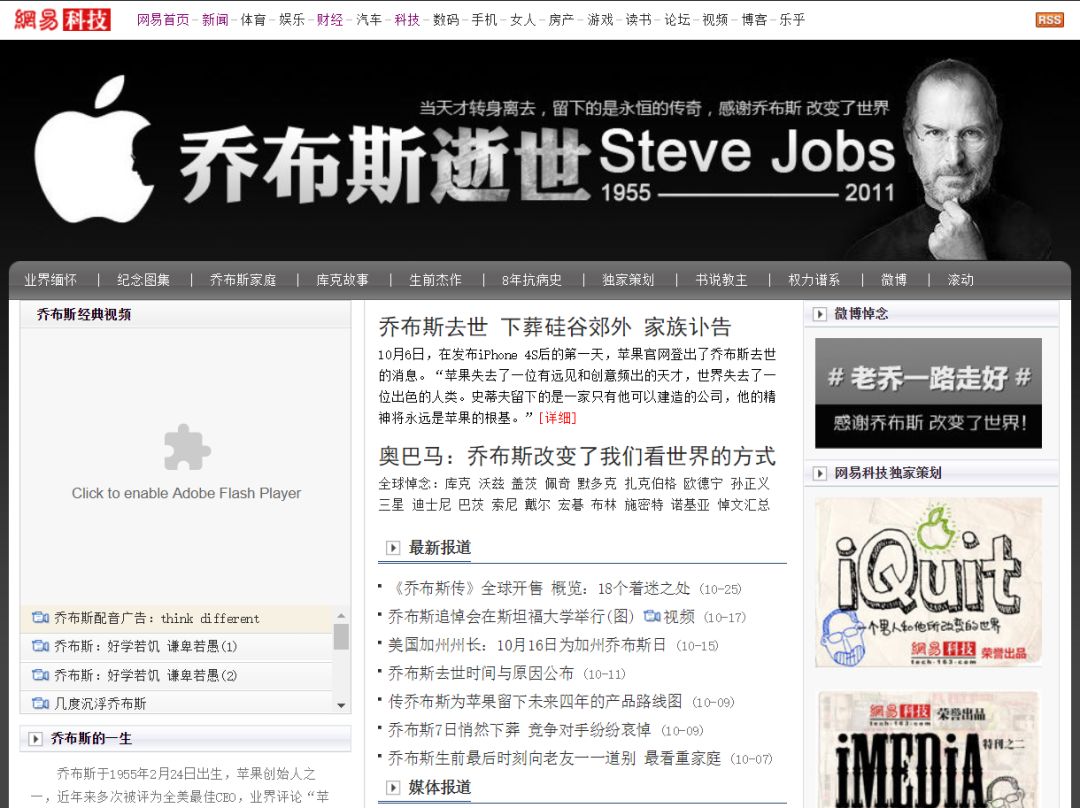 網易科技
网易首页-新闻-体育-娱乐-财经-汽车-科技-数码-手机-女人-房产-游戏-读书-论坛-视频-博客-乐乎
RSS
当天才转身离去，留下的是永恒的传奇，感谢乔布斯 改变了世界
乔布斯逝世
Steve Jobs
1955 2011
业界缅怀 | 纪念图集 | 乔布斯家庭 | 库克故事 | 生前杰作 | 8年抗病史 | 独家策划 | 书说教主 | 权力谱系 | 微博 | 滚动
乔布斯经典视频
Click to enable Adobe Flash Player
乔布斯配音广告：think different
乔布斯：好学若饥 谦卑若愚(1)
乔布斯：好学若饥 谦卑若愚(2)
几度沉浮乔布斯
乔布斯的一生
乔布斯于1955年2月24日出生，苹果创始人之
一，近年来多次被评为全美最佳CEO，业界评论“苹
乔布斯去世 下葬硅谷郊外 家族讣告
10月6日，在发布iPhone 4S后的第一天，苹果官网登出了乔布斯去世
的消息。“苹果失去了一位有远见和创意频出的天才，世界失去了一
位出色的人类。史蒂夫留下的是一家只有他可以建造的公司，他的精
神将永远是苹果的根基。”[详细]
奥巴马：乔布斯改变了我们看世界的方式
全球悼念：库克 沃兹 盖茨 佩奇 默多克 扎克伯格 欧德宁 孙正义
三星 迪士尼 巴茨 索尼 戴尔 宏碁 布林 施密特 诺基亚 悼文汇总
最新报道
《乔布斯传》全球开售 概览：18个着迷之处 (10-25)
乔布斯追悼会在斯坦福大学举行(图) 视频 (10-17)
美国加州州长：10月16日为加州乔布斯日 (10-15)
乔布斯去世时间与原因公布 (10-11)
传乔布斯为苹果留下未来四年的产品路线图 (10-09)
乔布斯7日悄然下葬 竞争对手纷纷哀悼 (10-09)
乔布斯生前最后时刻向老友一一道别 最看重家庭 (10-07)
媒体报道
微博悼念
# 老乔一路走好 #
感谢乔布斯 改变了世界！
网易科技独家策划
iQuit
一个男人和他所改变的世界
網易科技 荣誉出品
tech.163.com
網易科技 荣誉出品
tech.163.com
iMEDiA
特刊之二